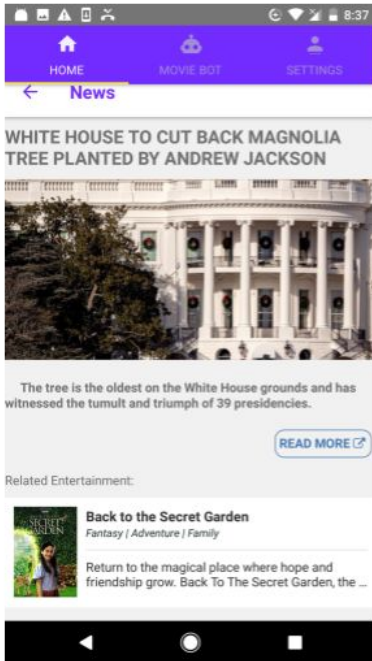 8:37
HOME MOVIE BOT SETTINGS
News
WHITE HOUSE TO CUT BACK MAGNOLIA
TREE PLANTED BY ANDREW JACKSON
The tree is the oldest on the White House grounds and has
witnessed the tumult and triumph of 39 presidencies.
READ MORE
Related Entertainment:
SECRET
GARDEN
Back to the Secret Garden
Fantasy | Adventure | Family
Return to the magical place where hope and
friendship grow. Back To The Secret Garden, the ...